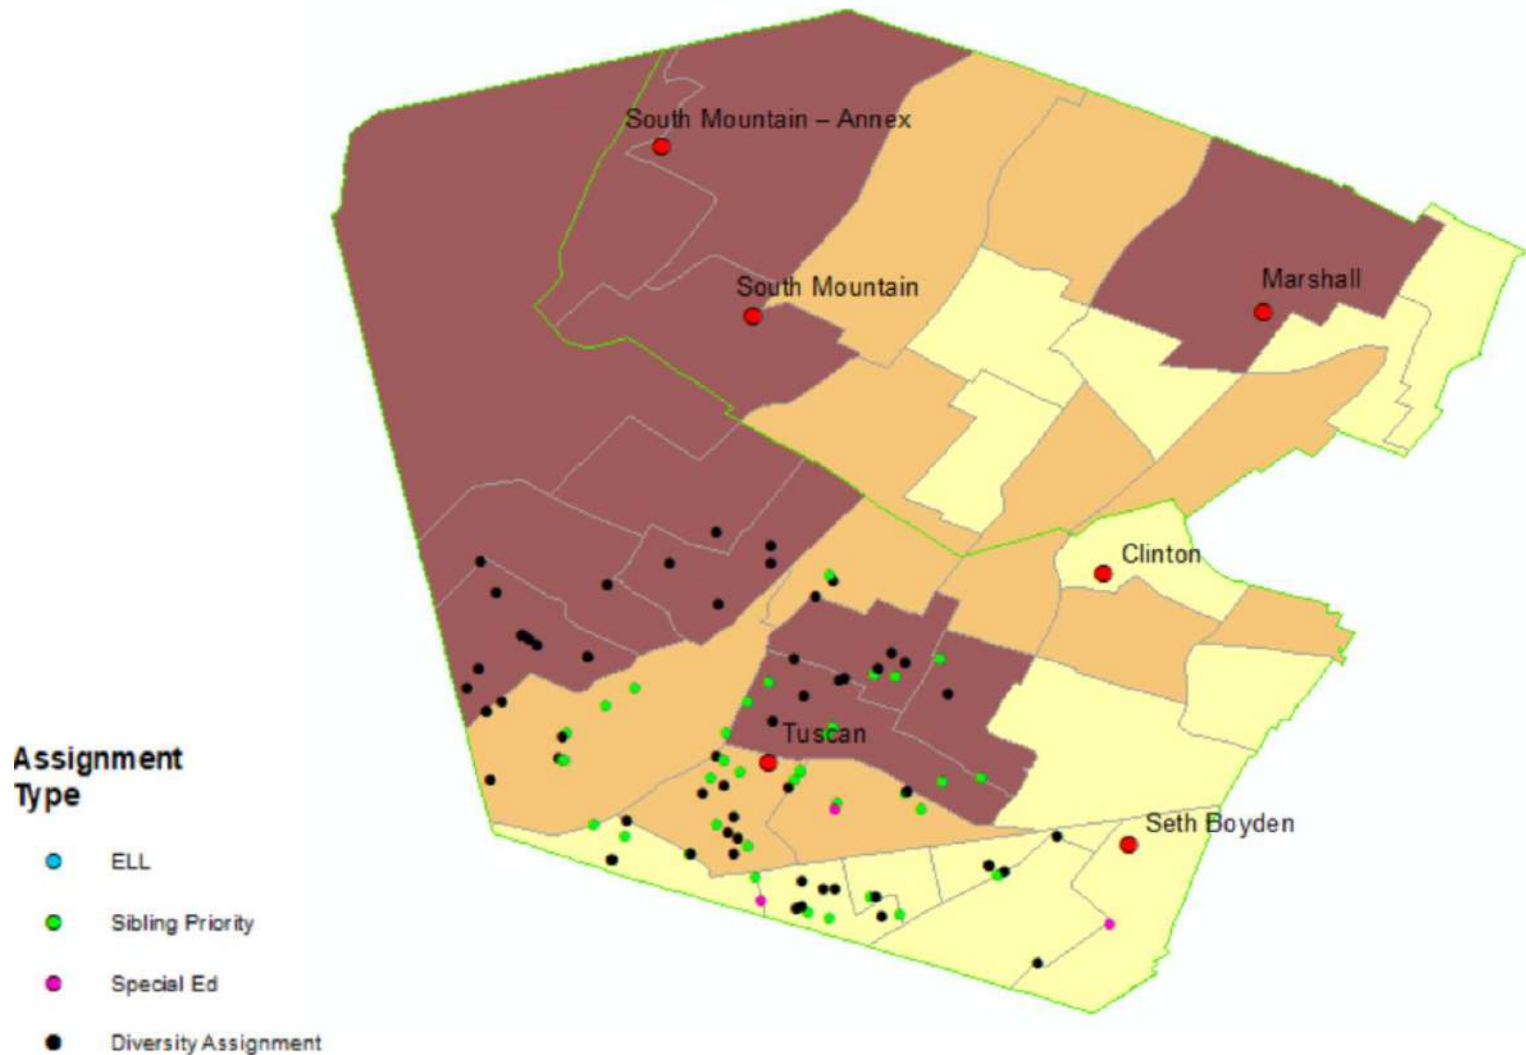 South Mountain – Annex
South Mountain
Marshall
Clinton
Tuscan
Seth Boyden
Assignment
Type
ELL
Sibling Priority
Special Ed
Diversity Assignment